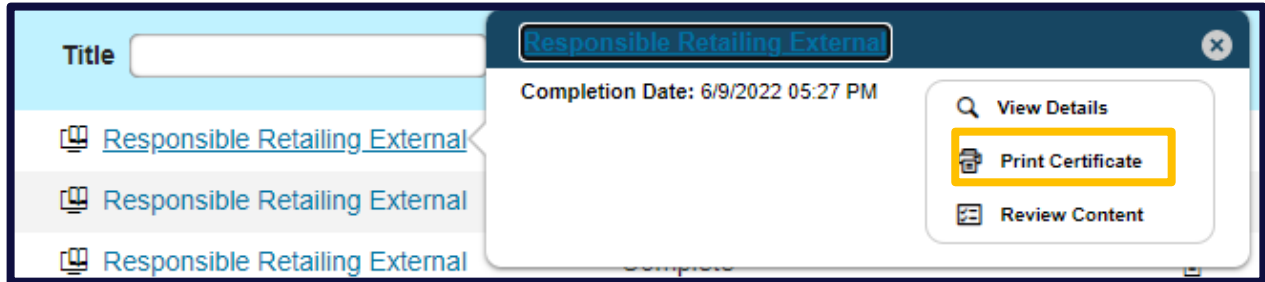 Title
Responsible Retailing External
Completion Date: 6/9/2022 05:27 PM
View Details
Print Certificate
Review Content
Responsible Retailing External
Responsible Retailing External
Responsible Retailing External
Complete